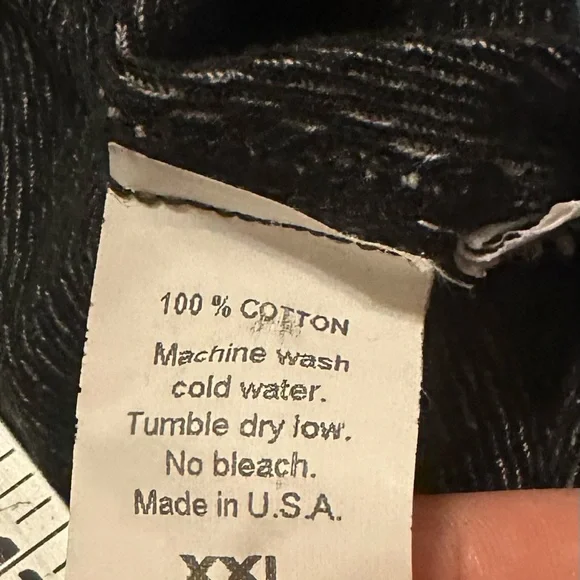 100 % COTTON
Machine wash
cold water.
Tumble dry low.
No bleach.
Made in U.S.A.
XXL